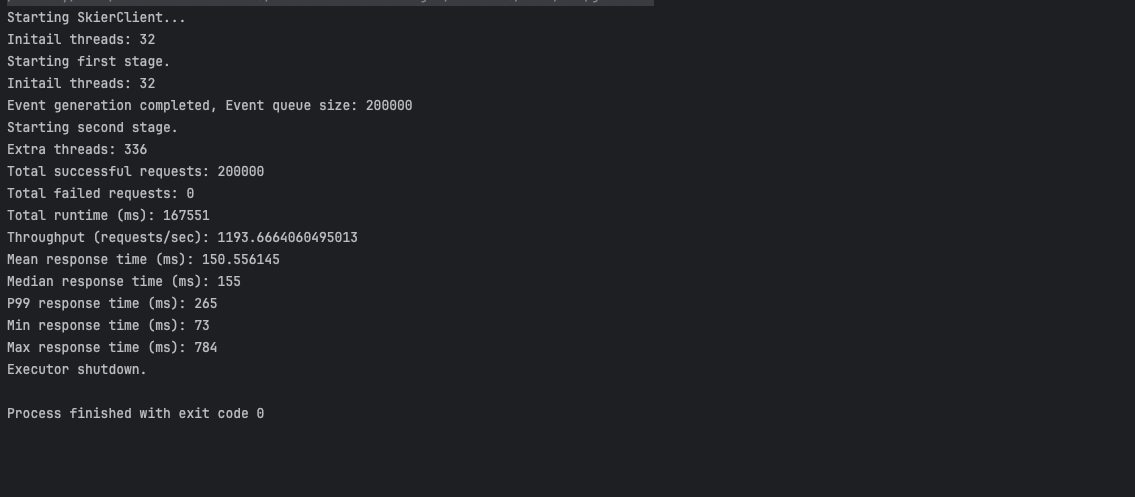 Starting SkierClient...
Initail threads: 32
Starting first stage.
Initail threads: 32
Event generation completed, Event queue size: 200000
Starting second stage.
Extra threads: 336
Total successful requests: 200000
Total failed requests: 0
Total runtime (ms): 167551
Throughput (requests/sec): 1193.6664060495013
Mean response time (ms): 150.556145
Median response time (ms): 155
P99 response time (ms): 265
Min response time (ms): 73
Max response time (ms): 784
Executor shutdown.
Process finished with exit code 0